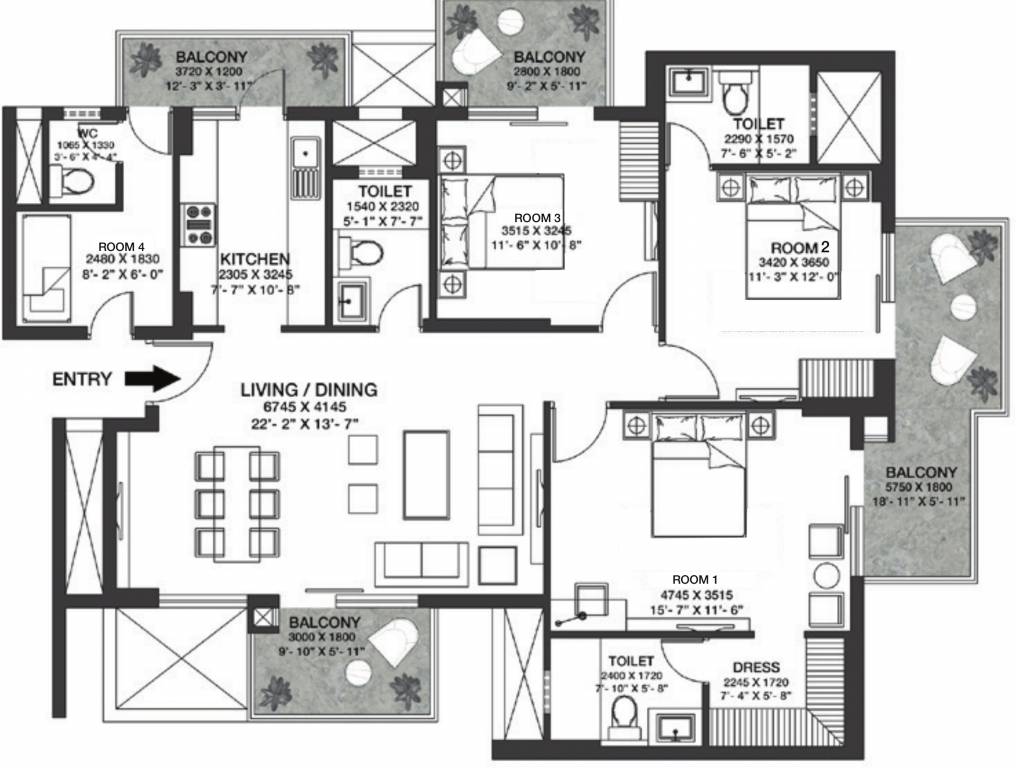 BALCONY
3720 X 1200
12'- 3" X 3'- 11"
BALCONY
2800 X 1800
9'- 2" X 5'- 11"
WC
1065 X 1330
3'- 6" X 4'- 4"
TOILET
2290 X 1570
7'- 6" X 5'- 2"
TOILET
1540 X 2320
5'- 1" X 7'- 7"
ROOM 3
3515 X 3245
11'- 6" X 10'- 8"
ROOM 4
2480 X 1830
8'- 2" X 6'- 0"
KITCHEN
2305 X 3245
7'- 7" X 10'- 8"
ROOM 2
3420 X 3650
11'- 3" X 12'- 0"
ENTRY
LIVING / DINING
6745 X 4145
22'- 2" X 13'- 7"
BALCONY
5750 X 1800
18'- 11" X 5'- 11"
ROOM 1
4745 X 3515
15'- 7" X 11'- 6"
BALCONY
3000 X 1800
9'- 10" X 5'- 11"
TOILET
2400 X 1720
7'- 10" X 5'- 8"
DRESS
2245 X 1720
7'- 4" X 5'- 8"